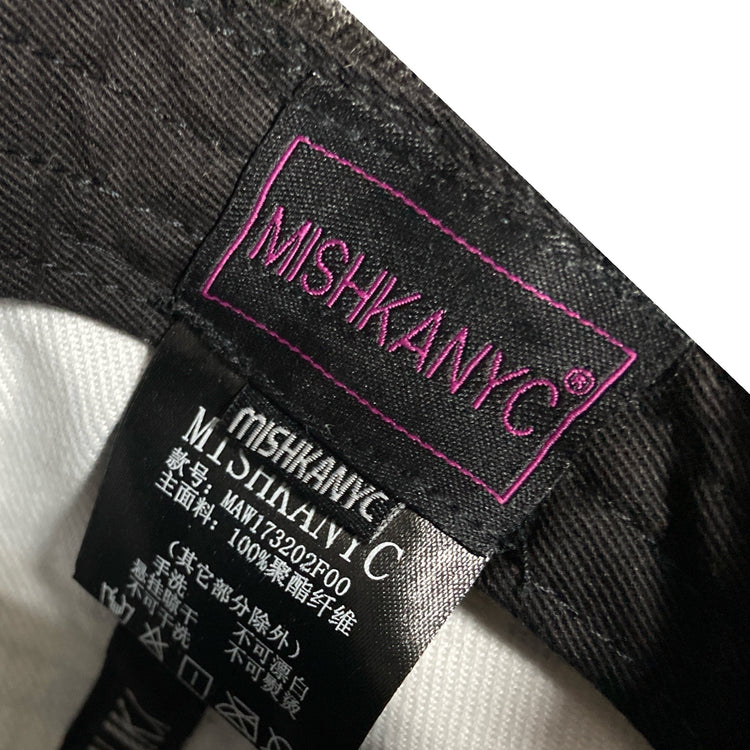 MISHKANYC®
MISHKANYC
MISHKANYC
款号: MAW173202F00
主面料: 100%聚酯纤维
(其它部分除外)
手洗 不可漂白
悬挂晾干 不可熨烫
不可干洗